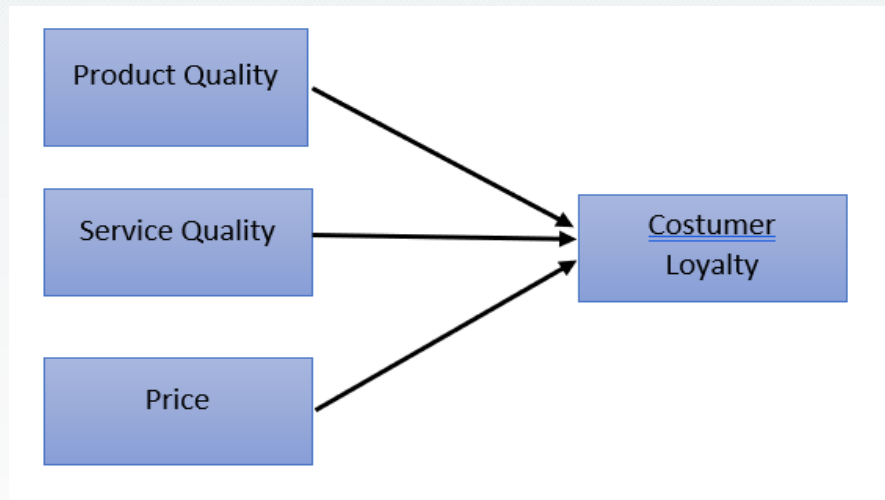 Product Quality
Service Quality
Costumer
Loyalty
Price